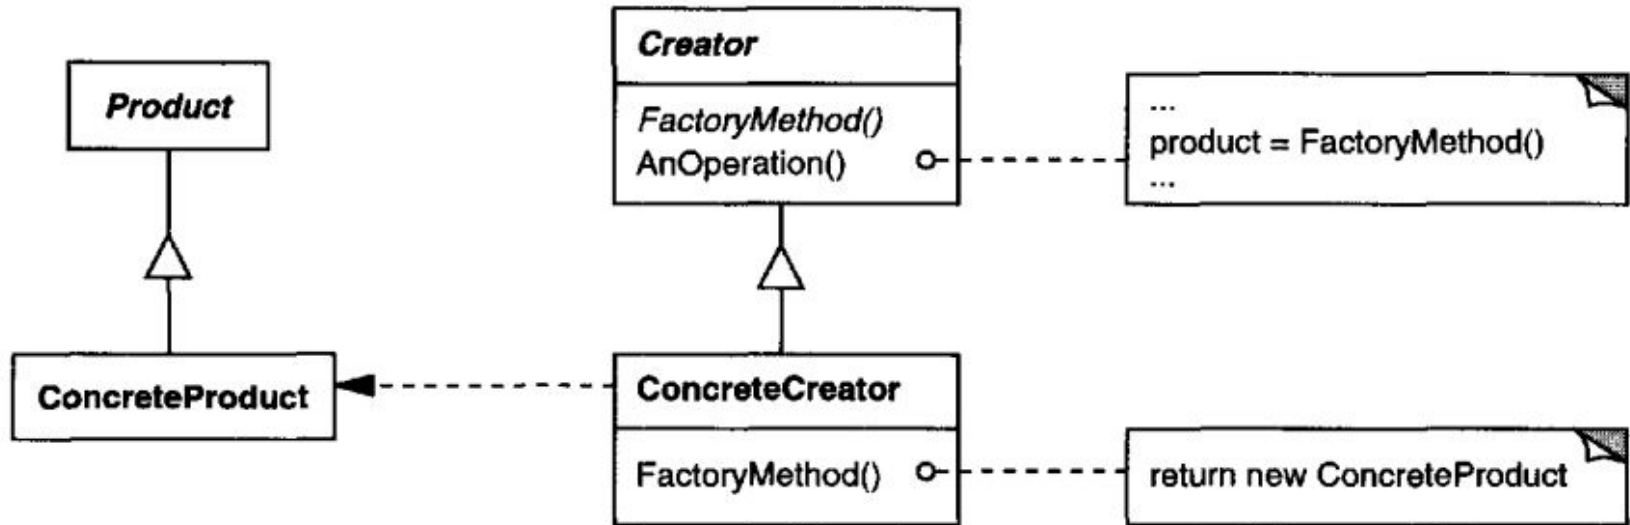 Product
ConcreteProduct
Creator
FactoryMethod()
AnOperation()
...
product = FactoryMethod()
...
ConcreteCreator
FactoryMethod()
return new ConcreteProduct